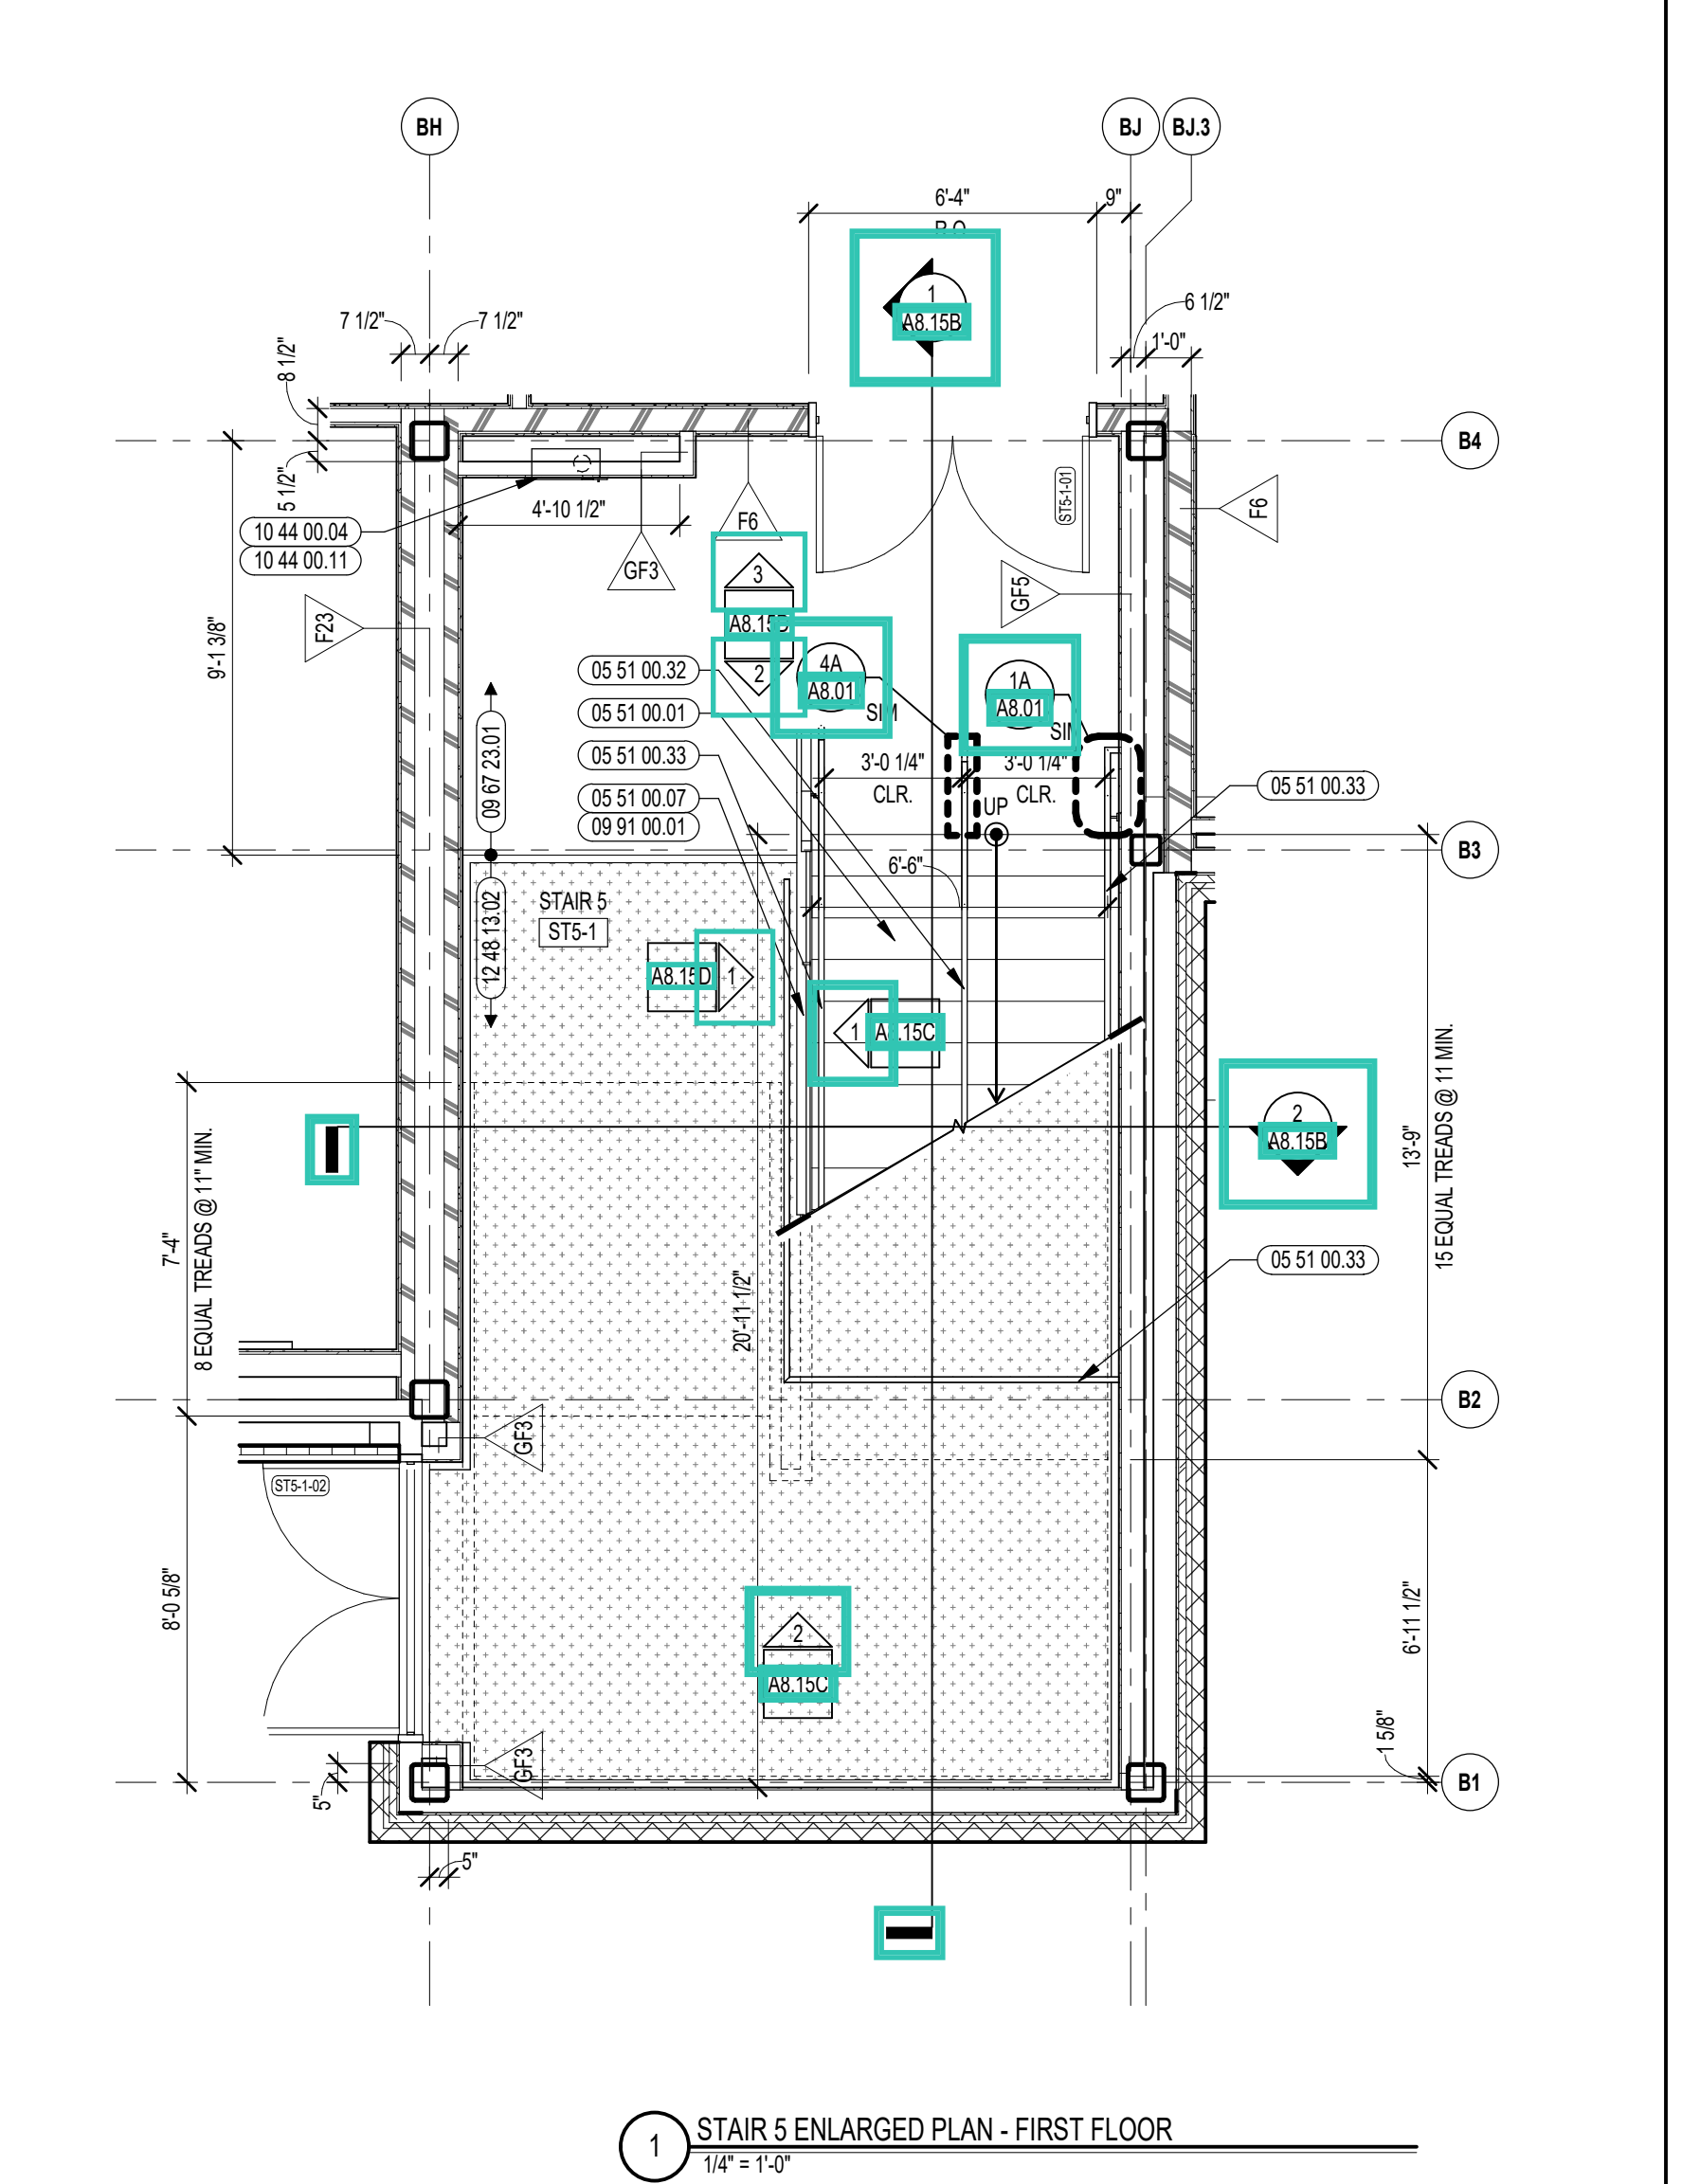 BH
BJ
BJ.3
6'-4"
9"
R.O.
1
A8.15B
6 1/2"
1'-0"
7 1/2"
7 1/2"
8 1/2"
5 1/2"
B4
10 44 00.04
10 44 00.11
4'-10 1/2"
F6
GF3
ST5-1-01
F6
GF5
F23
9'-1 3/8"
3
A8.15D
2
4A
A8.01
SIM
1A
A8.01
SIM
05 51 00.32
05 51 00.01
05 51 00.33
05 51 00.07
09 91 00.01
09 67 23.01
12 48 13.02
3'-0 1/4"
CLR.
3'-0 1/4"
CLR.
UP
05 51 00.33
B3
6'-6"
STAIR 5
ST5-1
A8.15D
1
1
A8.15C
2
A8.15B
13'-9"
15 EQUAL TREADS @ 11 MIN.
7'-4"
8 EQUAL TREADS @ 11" MIN.
05 51 00.33
20'-11 1/2"
B2
GF3
ST5-1-02
8'-0 5/8"
6'-11 1/2"
2
A8.15C
GF3
1 5/8"
B1
5"
5"
1
STAIR 5 ENLARGED PLAN - FIRST FLOOR
1/4" = 1'-0"